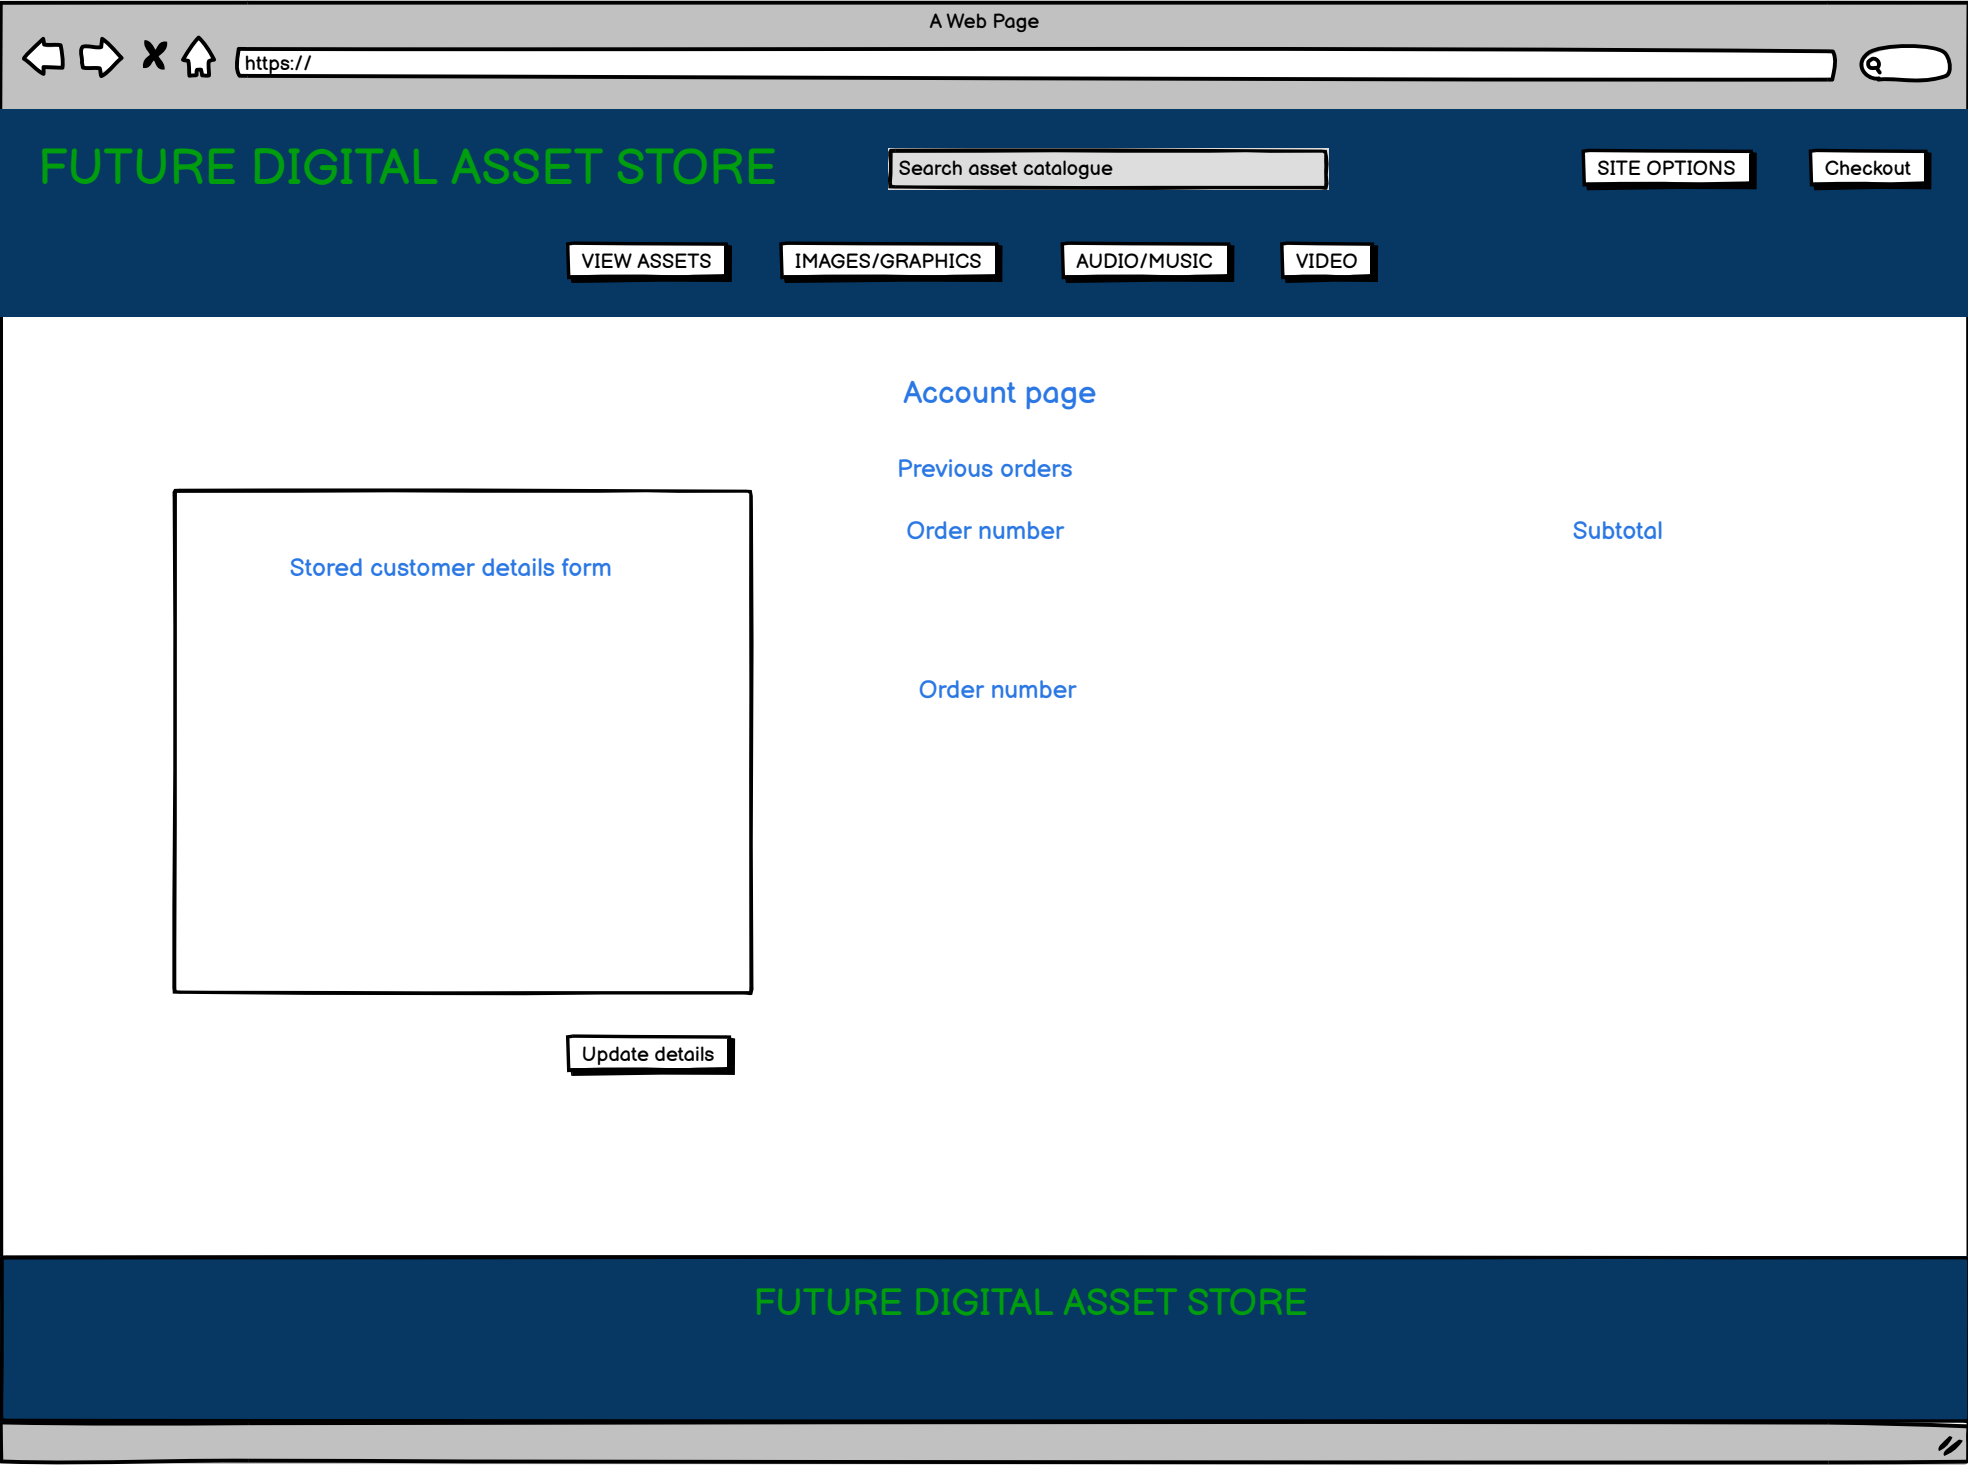 A Web Page
https://
FUTURE DIGITAL ASSET STORE
Search asset catalogue
SITE OPTIONS
Checkout
VIEW ASSETS
IMAGES/GRAPHICS
AUDIO/MUSIC
VIDEO
Account page
Previous orders
Order number
Subtotal
Stored customer details form
Order number
Update details
FUTURE DIGITAL ASSET STORE